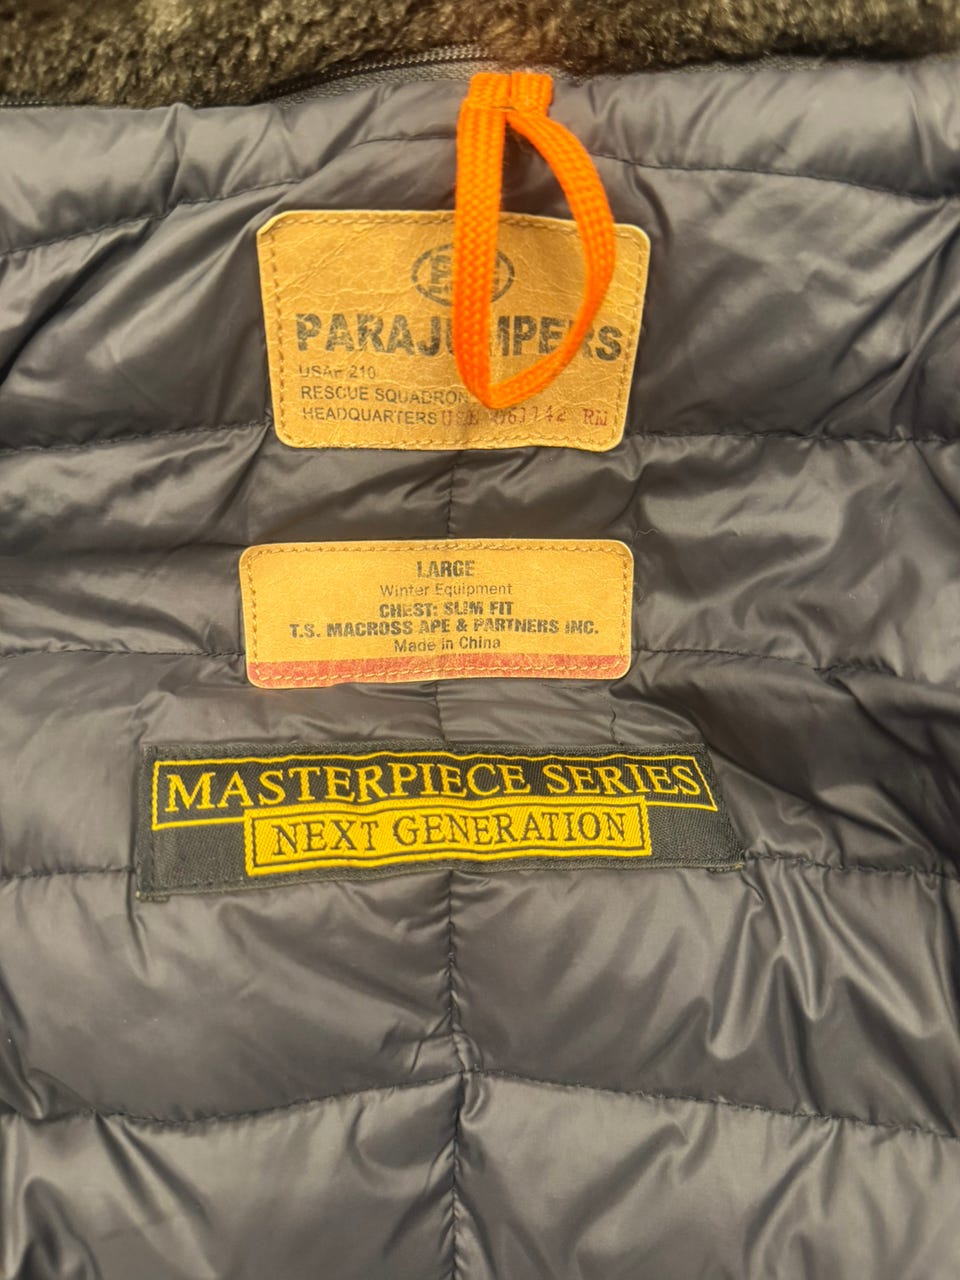 PARAJUMPERS
USAF 210
RESCUE SQUADRON
HEADQUARTERS RM
LARGE
Winter Equipment
CHEST: SLIM FIT
T.S. MACROSS APE & PARTNERS INC.
Made in China
MASTERPIECE SERIES
NEXT GENERATION